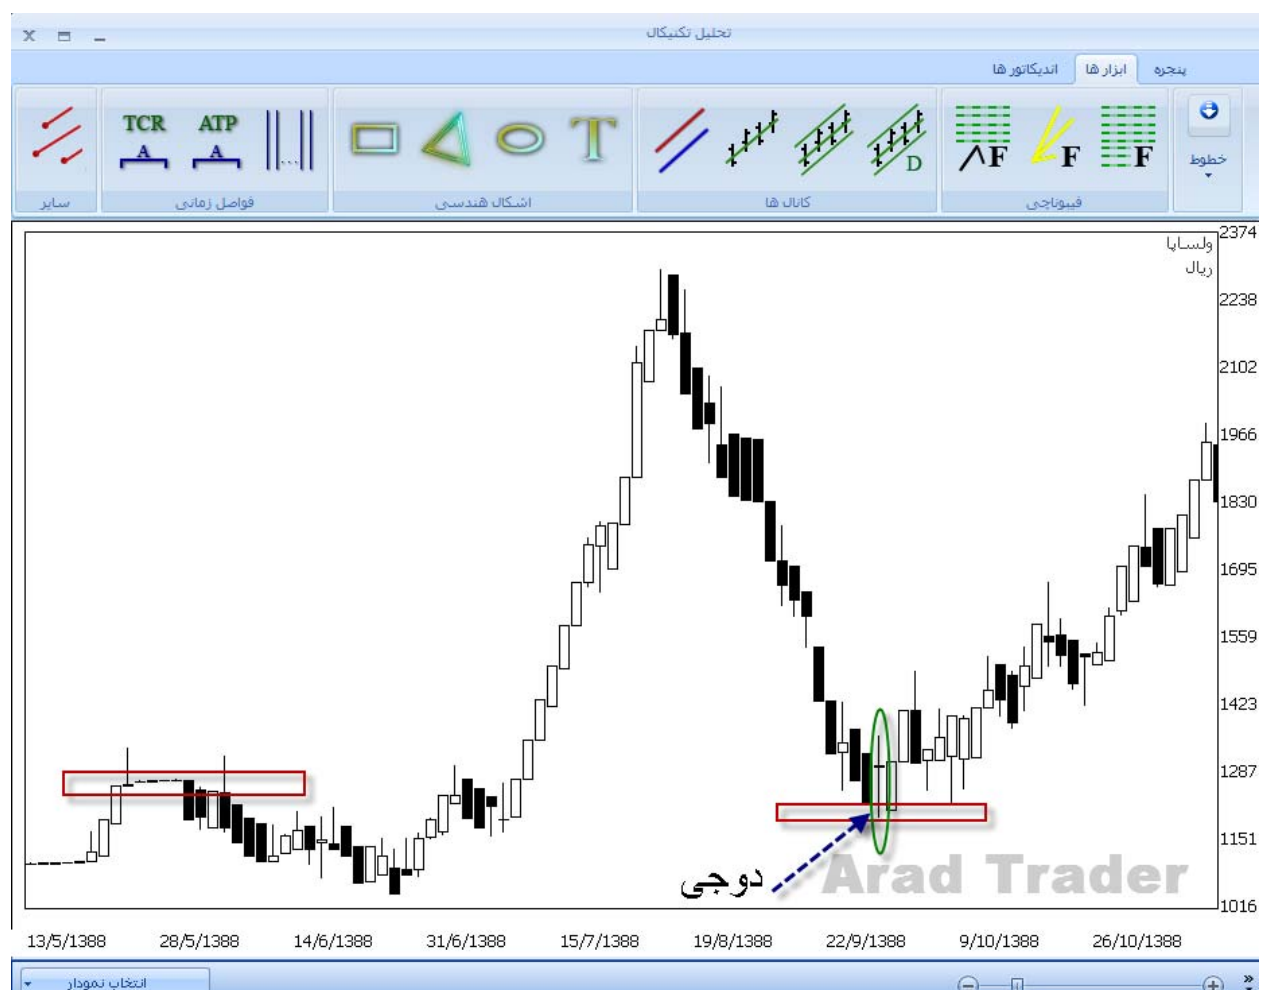 تحلیل تکنیکال
پنجره ابزار ها اندیکاتور ها
خطوط
F F F
D
T
ATP TCR
A A
فیبوناچی کانال ها اشکال هندسی فواصل زمانی سایر
ولساپا
ریال
2374
2238
2102
1966
1830
1695
1559
1423
1287
1151
1016
دوجی
Arad Trader
13/5/1388 28/5/1388 14/6/1388 31/6/1388 15/7/1388 19/8/1388 22/9/1388 9/10/1388 26/10/1388
انتخاب نمودار